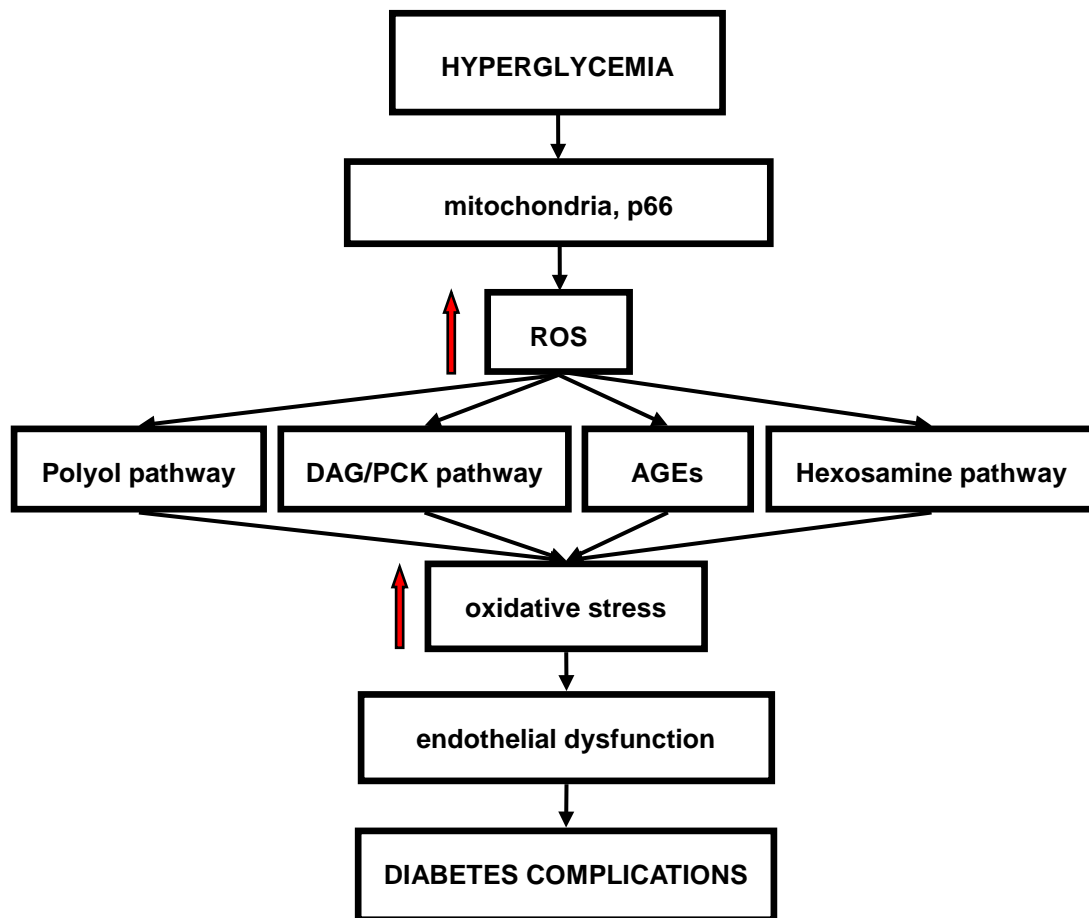 HYPERGLYCEMIA
mitochondria, p66
ROS
Polyol pathway
DAG/PCK pathway
AGEs
Hexosamine pathway
oxidative stress
endothelial dysfunction
DIABETES COMPLICATIONS